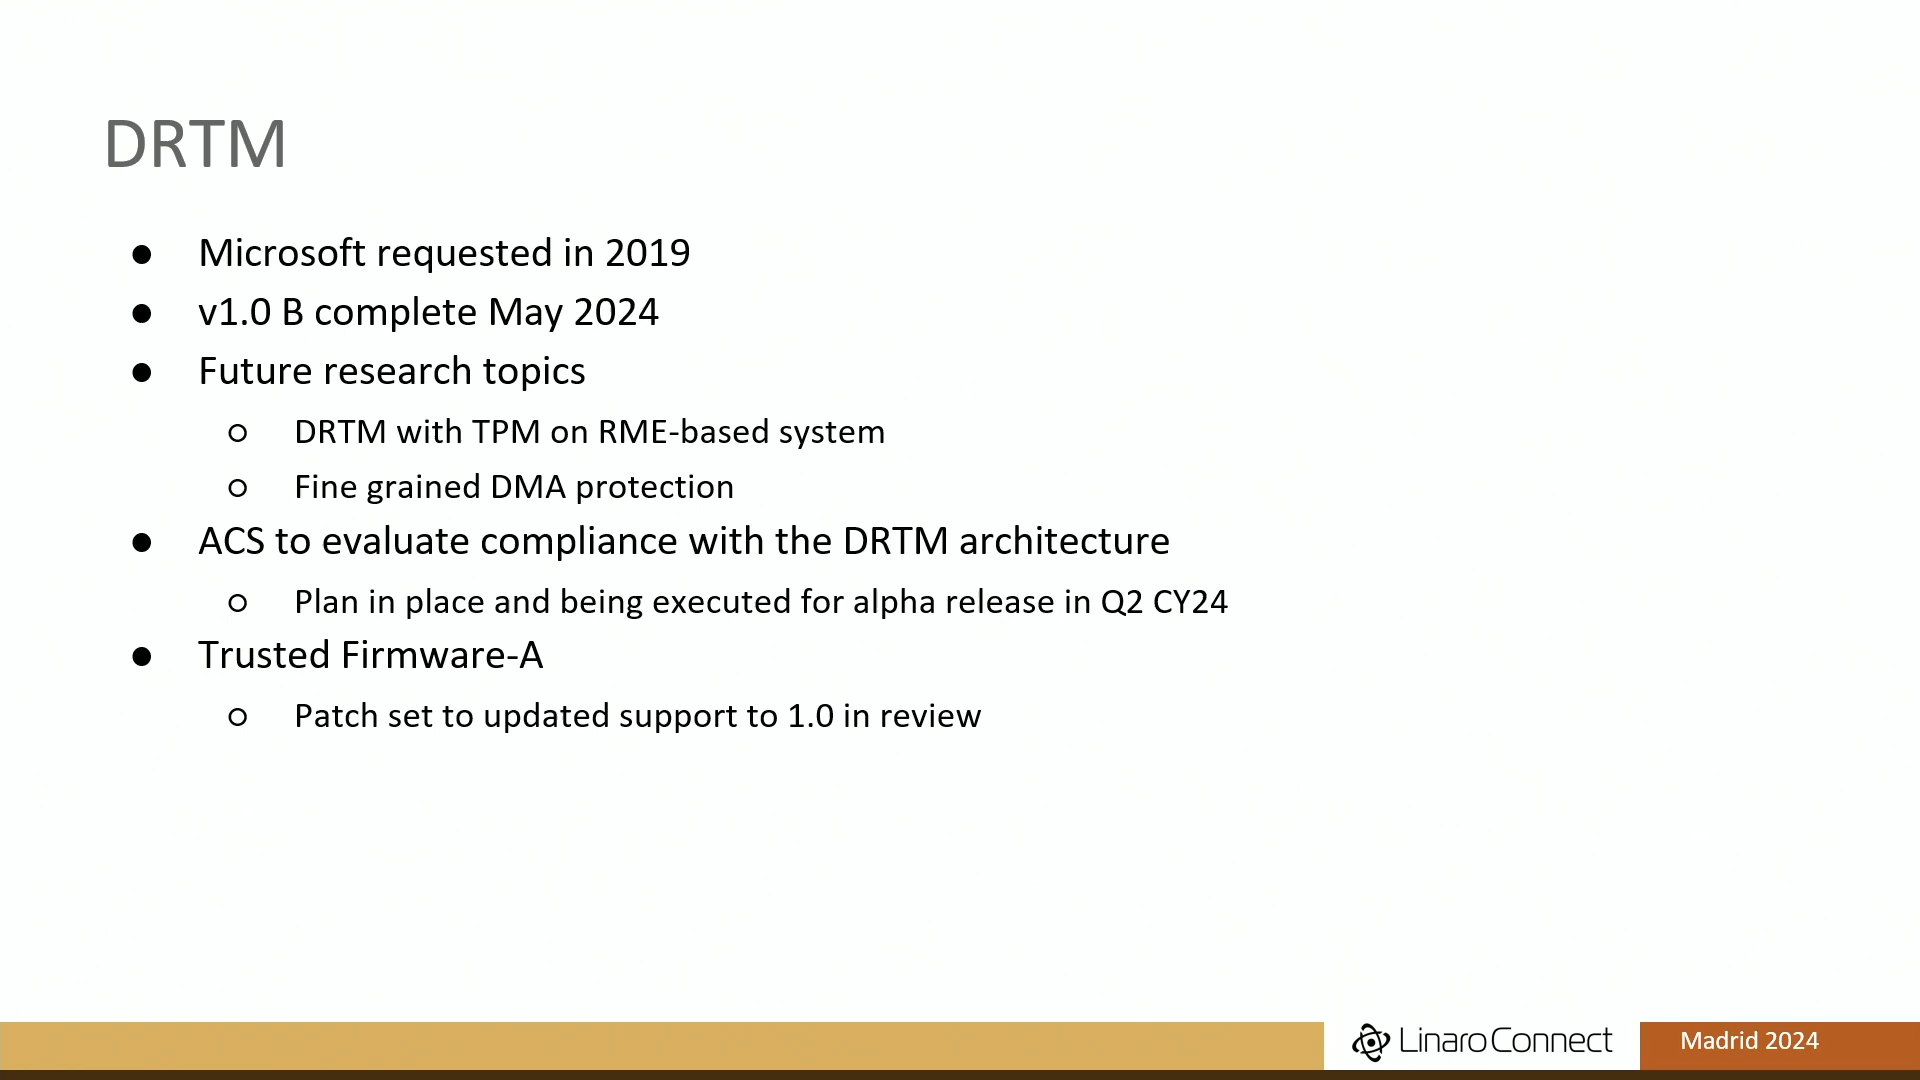 DRTM
● Microsoft requested in 2019
● v1.0 B complete May 2024
● Future research topics
○ DRTM with TPM on RME-based system
○ Fine grained DMA protection
● ACS to evaluate compliance with the DRTM architecture
○ Plan in place and being executed for alpha release in Q2 CY24
● Trusted Firmware-A
○ Patch set to updated support to 1.0 in review
Linaro Connect
Madrid 2024